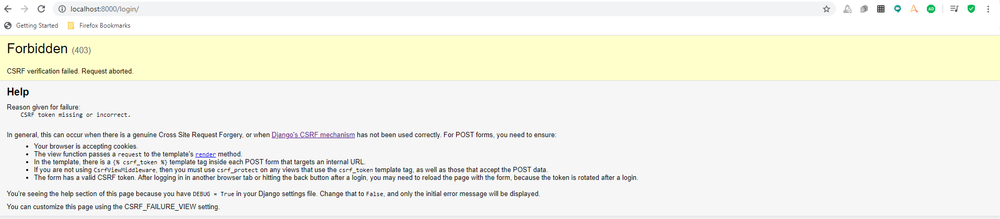 localhost:8000/login/
AD
Getting Started Firefox Bookmarks
Forbidden (403)
CSRF verification failed. Request aborted.
Help
Reason given for failure:
CSRF token missing or incorrect.
In general, this can occur when there is a genuine Cross Site Request Forgery, or when Django's CSRF mechanism has not been used correctly. For POST forms, you need to ensure:
• Your browser is accepting cookies.
• The view function passes a request to the template's render method.
• In the template, there is a {% csrf_token %} template tag inside each POST form that targets an internal URL.
• If you are not using CsrfViewMiddleware, then you must use csrf_protect on any views that use the csrf_token template tag, as well as those that accept the POST data.
• The form has a valid CSRF token. After logging in in another browser tab or hitting the back button after a login, you may need to reload the page with the form, because the token is rotated after a login.
You're seeing the help section of this page because you have DEBUG = True in your Django settings file. Change that to False, and only the initial error message will be displayed.
You can customize this page using the CSRF_FAILURE_VIEW setting.